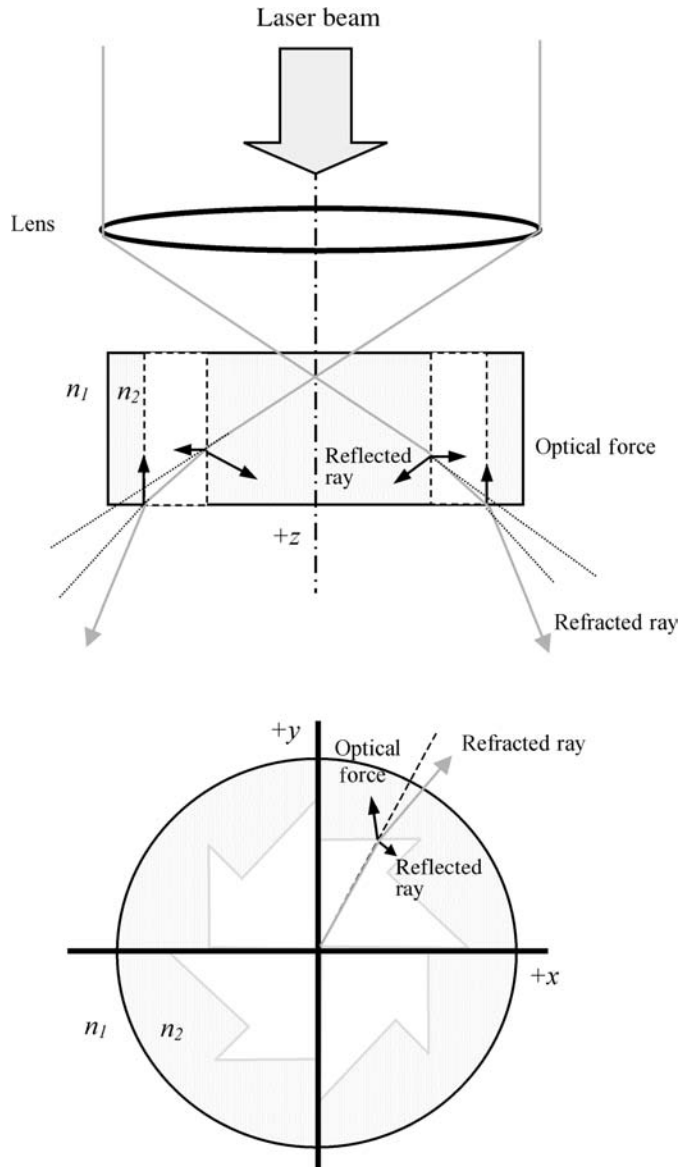 Laser beam
Lens
n1
n2
Reflected
ray
Optical force
+z
Refracted ray
+y
Optical
force
Refracted ray
Reflected
ray
+x
n1
n2